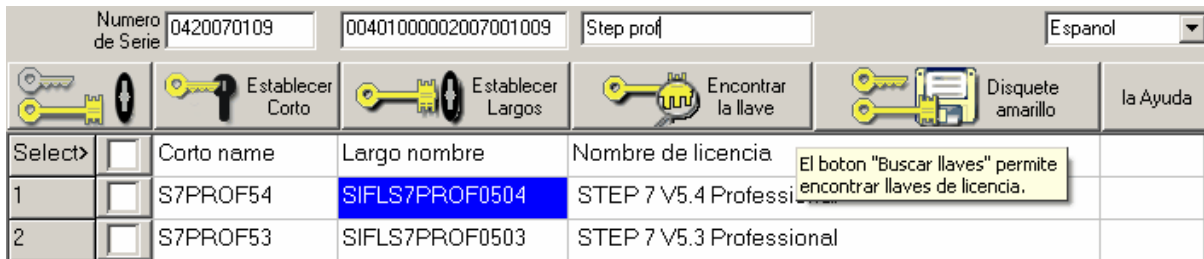 Numero de Serie 0420070109 00401000002007001009 Step prof Espanol
Establecer Corto
Establecer Largos
Encontrar la llave
Disquete amarillo
la Ayuda
Select> Corto name Largo nombre Nombre de licencia
El boton "Buscar llaves" permite
encontrar llaves de licencia.
1 S7PROF54 SIFLS7PROF0504 STEP 7 V5.4 Professional
2 S7PROF53 SIFLS7PROF0503 STEP 7 V5.3 Professional